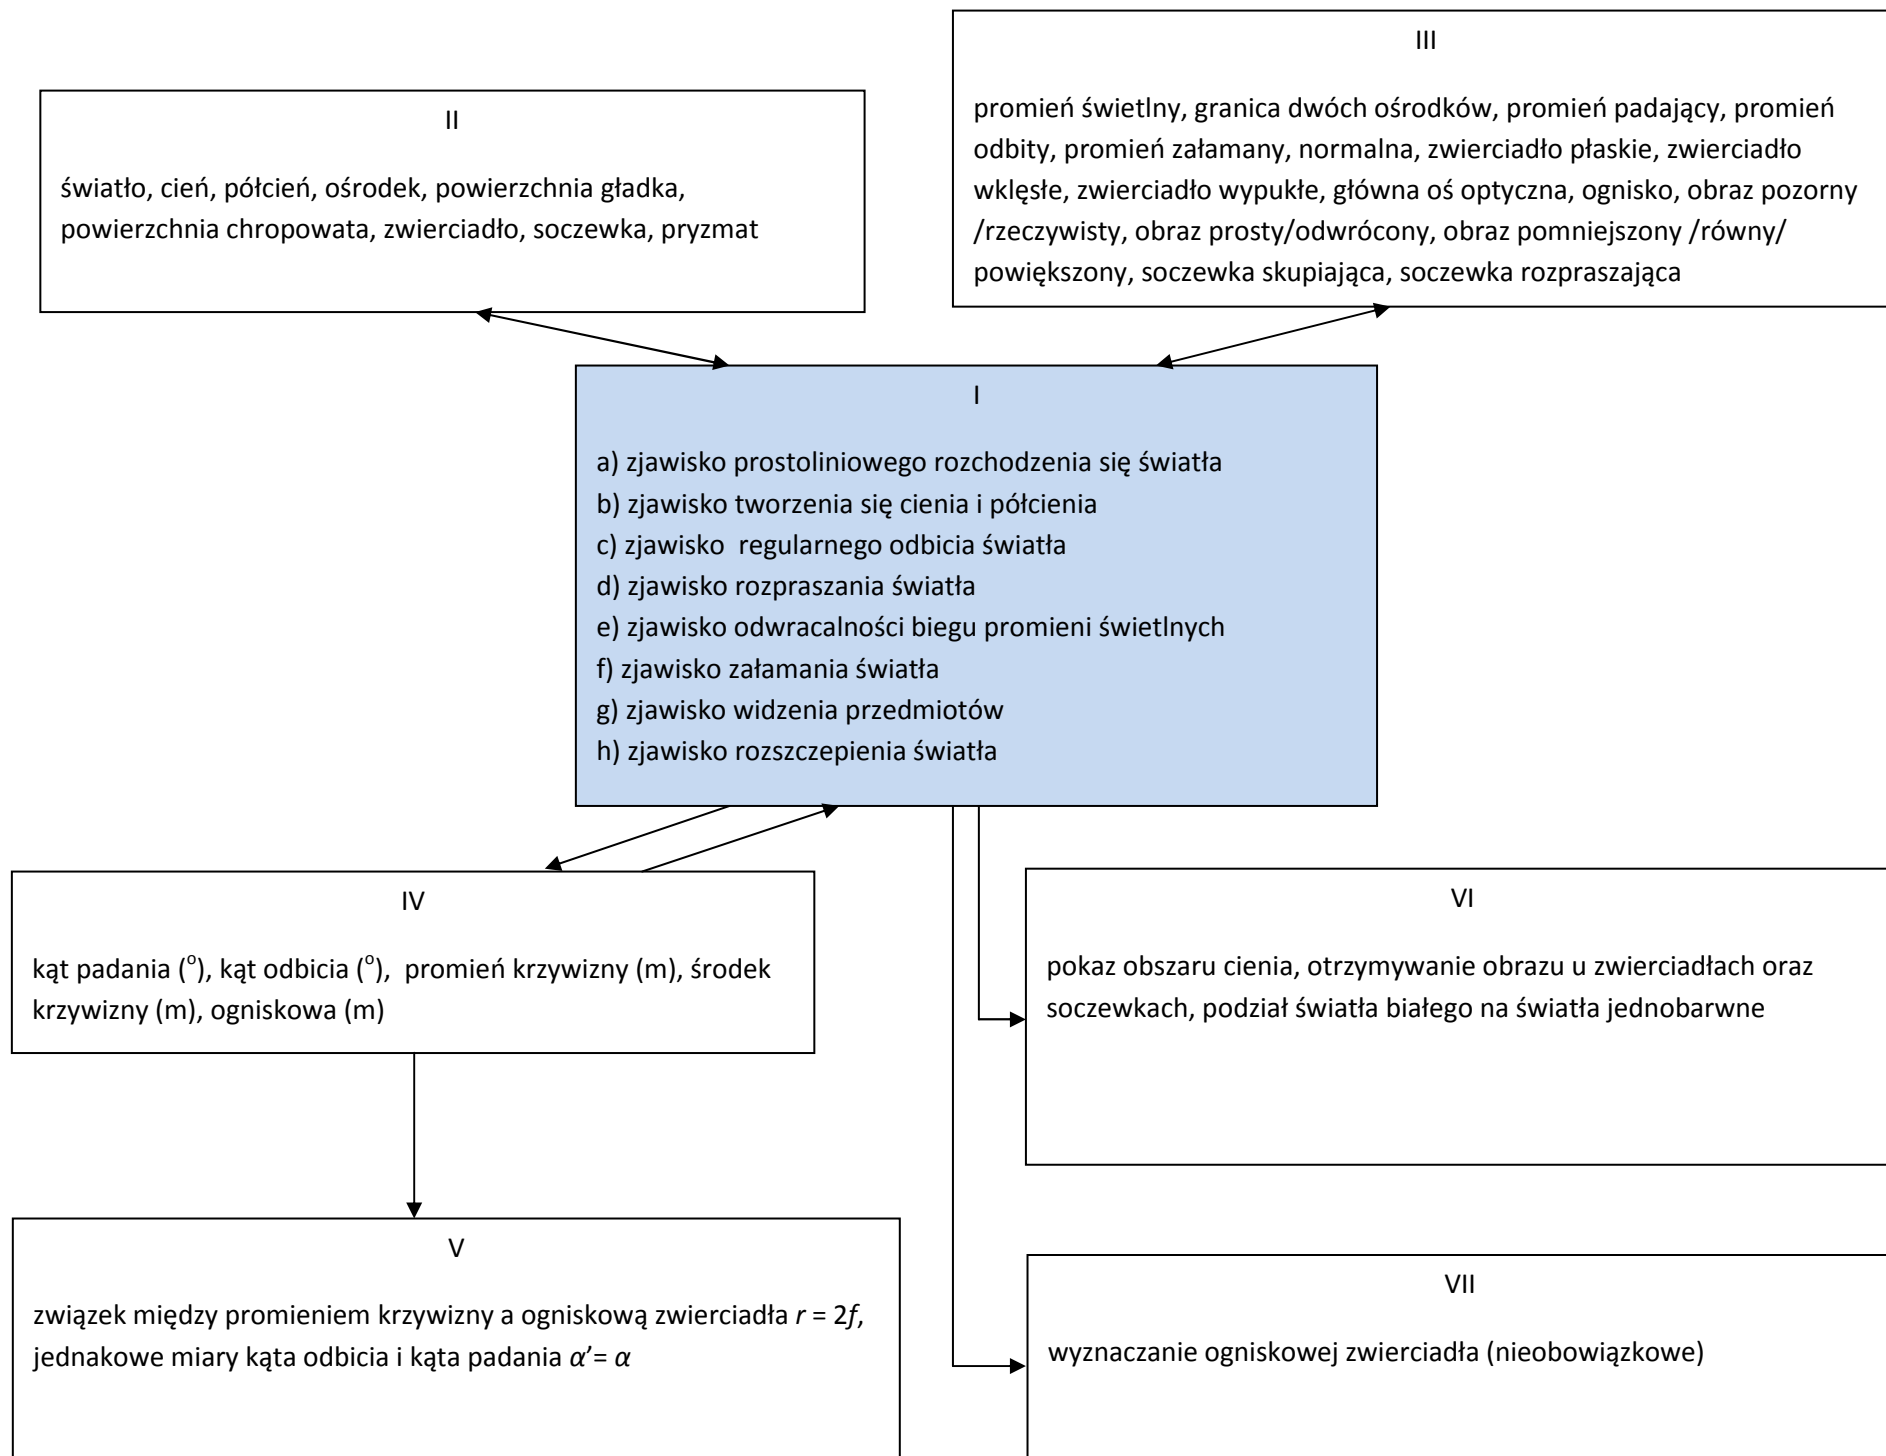 II
światło, cień, półcień, ośrodek, powierzchnia gładka,
powierzchnia chropowata, zwierciadło, soczewka, pryzmat
III
promień świetlny, granica dwóch ośrodków, promień padający, promień
odbity, promień załamany, normalna, zwierciadło płaskie, zwierciadło
wklęsłe, zwierciadło wypukłe, główna oś optyczna, ognisko, obraz pozorny
/rzeczywisty, obraz prosty/odwrócony, obraz pomniejszony /równy/
powiększony, soczewka skupiająca, soczewka rozpraszająca
I
a) zjawisko prostoliniowego rozchodzenia się światła
b) zjawisko tworzenia się cienia i półcienia
c) zjawisko  regularnego odbicia światła
d) zjawisko rozpraszania światła
e) zjawisko odwracalności biegu promieni świetlnych
f) zjawisko załamania światła
g) zjawisko widzenia przedmiotów
h) zjawisko rozszczepienia światła
IV
kąt padania (°), kąt odbicia (°),  promień krzywizny (m), środek
krzywizny (m), ogniskowa (m)
VI
pokaz obszaru cienia, otrzymywanie obrazu u zwierciadłach oraz
soczewkach, podział światła białego na światła jednobarwne
V
związek między promieniem krzywizny a ogniskową zwierciadła r = 2f,
jednakowe miary kąta odbicia i kąta padania α’= α
VII
wyznaczanie ogniskowej zwierciadła (nieobowiązkowe)